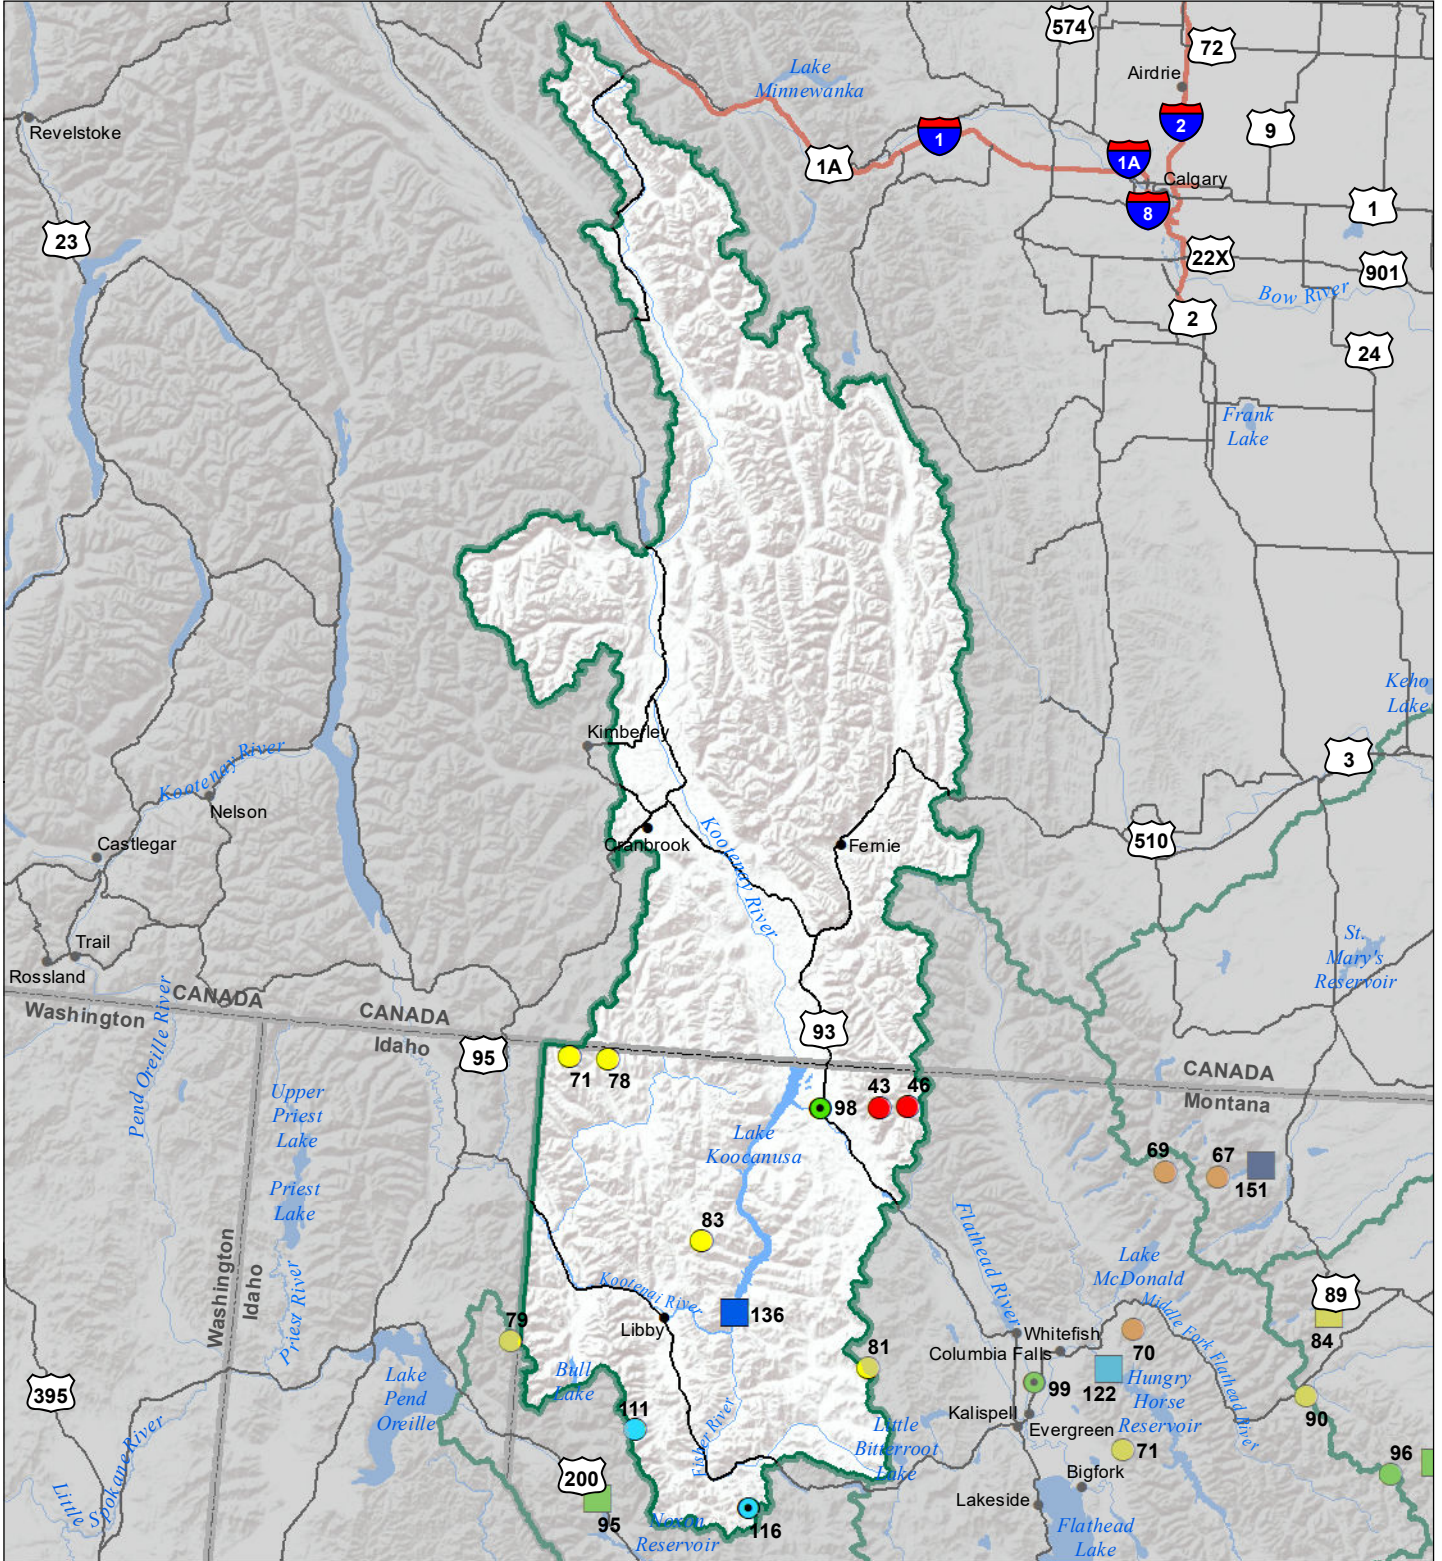 574
72
Airdrie
Lake
Minnewanka
2
9
Revelstoke
1
1A
1A
Calgary
8
1
23
22X
901
Bow River
2
24
Frank
Lake
Keho
Lake
Kimberley
3
Kootenay River
Nelson
Castlegar
Cranbrook
Kootenay River
Fernie
510
Trail
Rossland
St.
Mary's
Reservoir
CANADA
Washington
CANADA
Idaho
Pend Oreille River
95
93
71
78
43
46
98
CANADA
Montana
Upper
Priest
Lake
Lake
Koocanusa
69
67
151
Priest
Lake
83
Flathead River
Washington
Idaho
Priest River
Lake
McDonald
Kootenai River
136
Libby
Middle Fork Flathead River
89
84
79
Whitefish
Columbia Falls
70
81
Bull
Lake
Lake
Pend
Oreille
395
99
122
Hungry
Horse
Reservoir
90
111
Kalispell
Evergreen
Fisher River
Little
Bitterroot
Lake
71
96
Bigfork
Little Spokane River
200
95
Lakeside
Noxon
Reservoir
116
Flathead
Lake